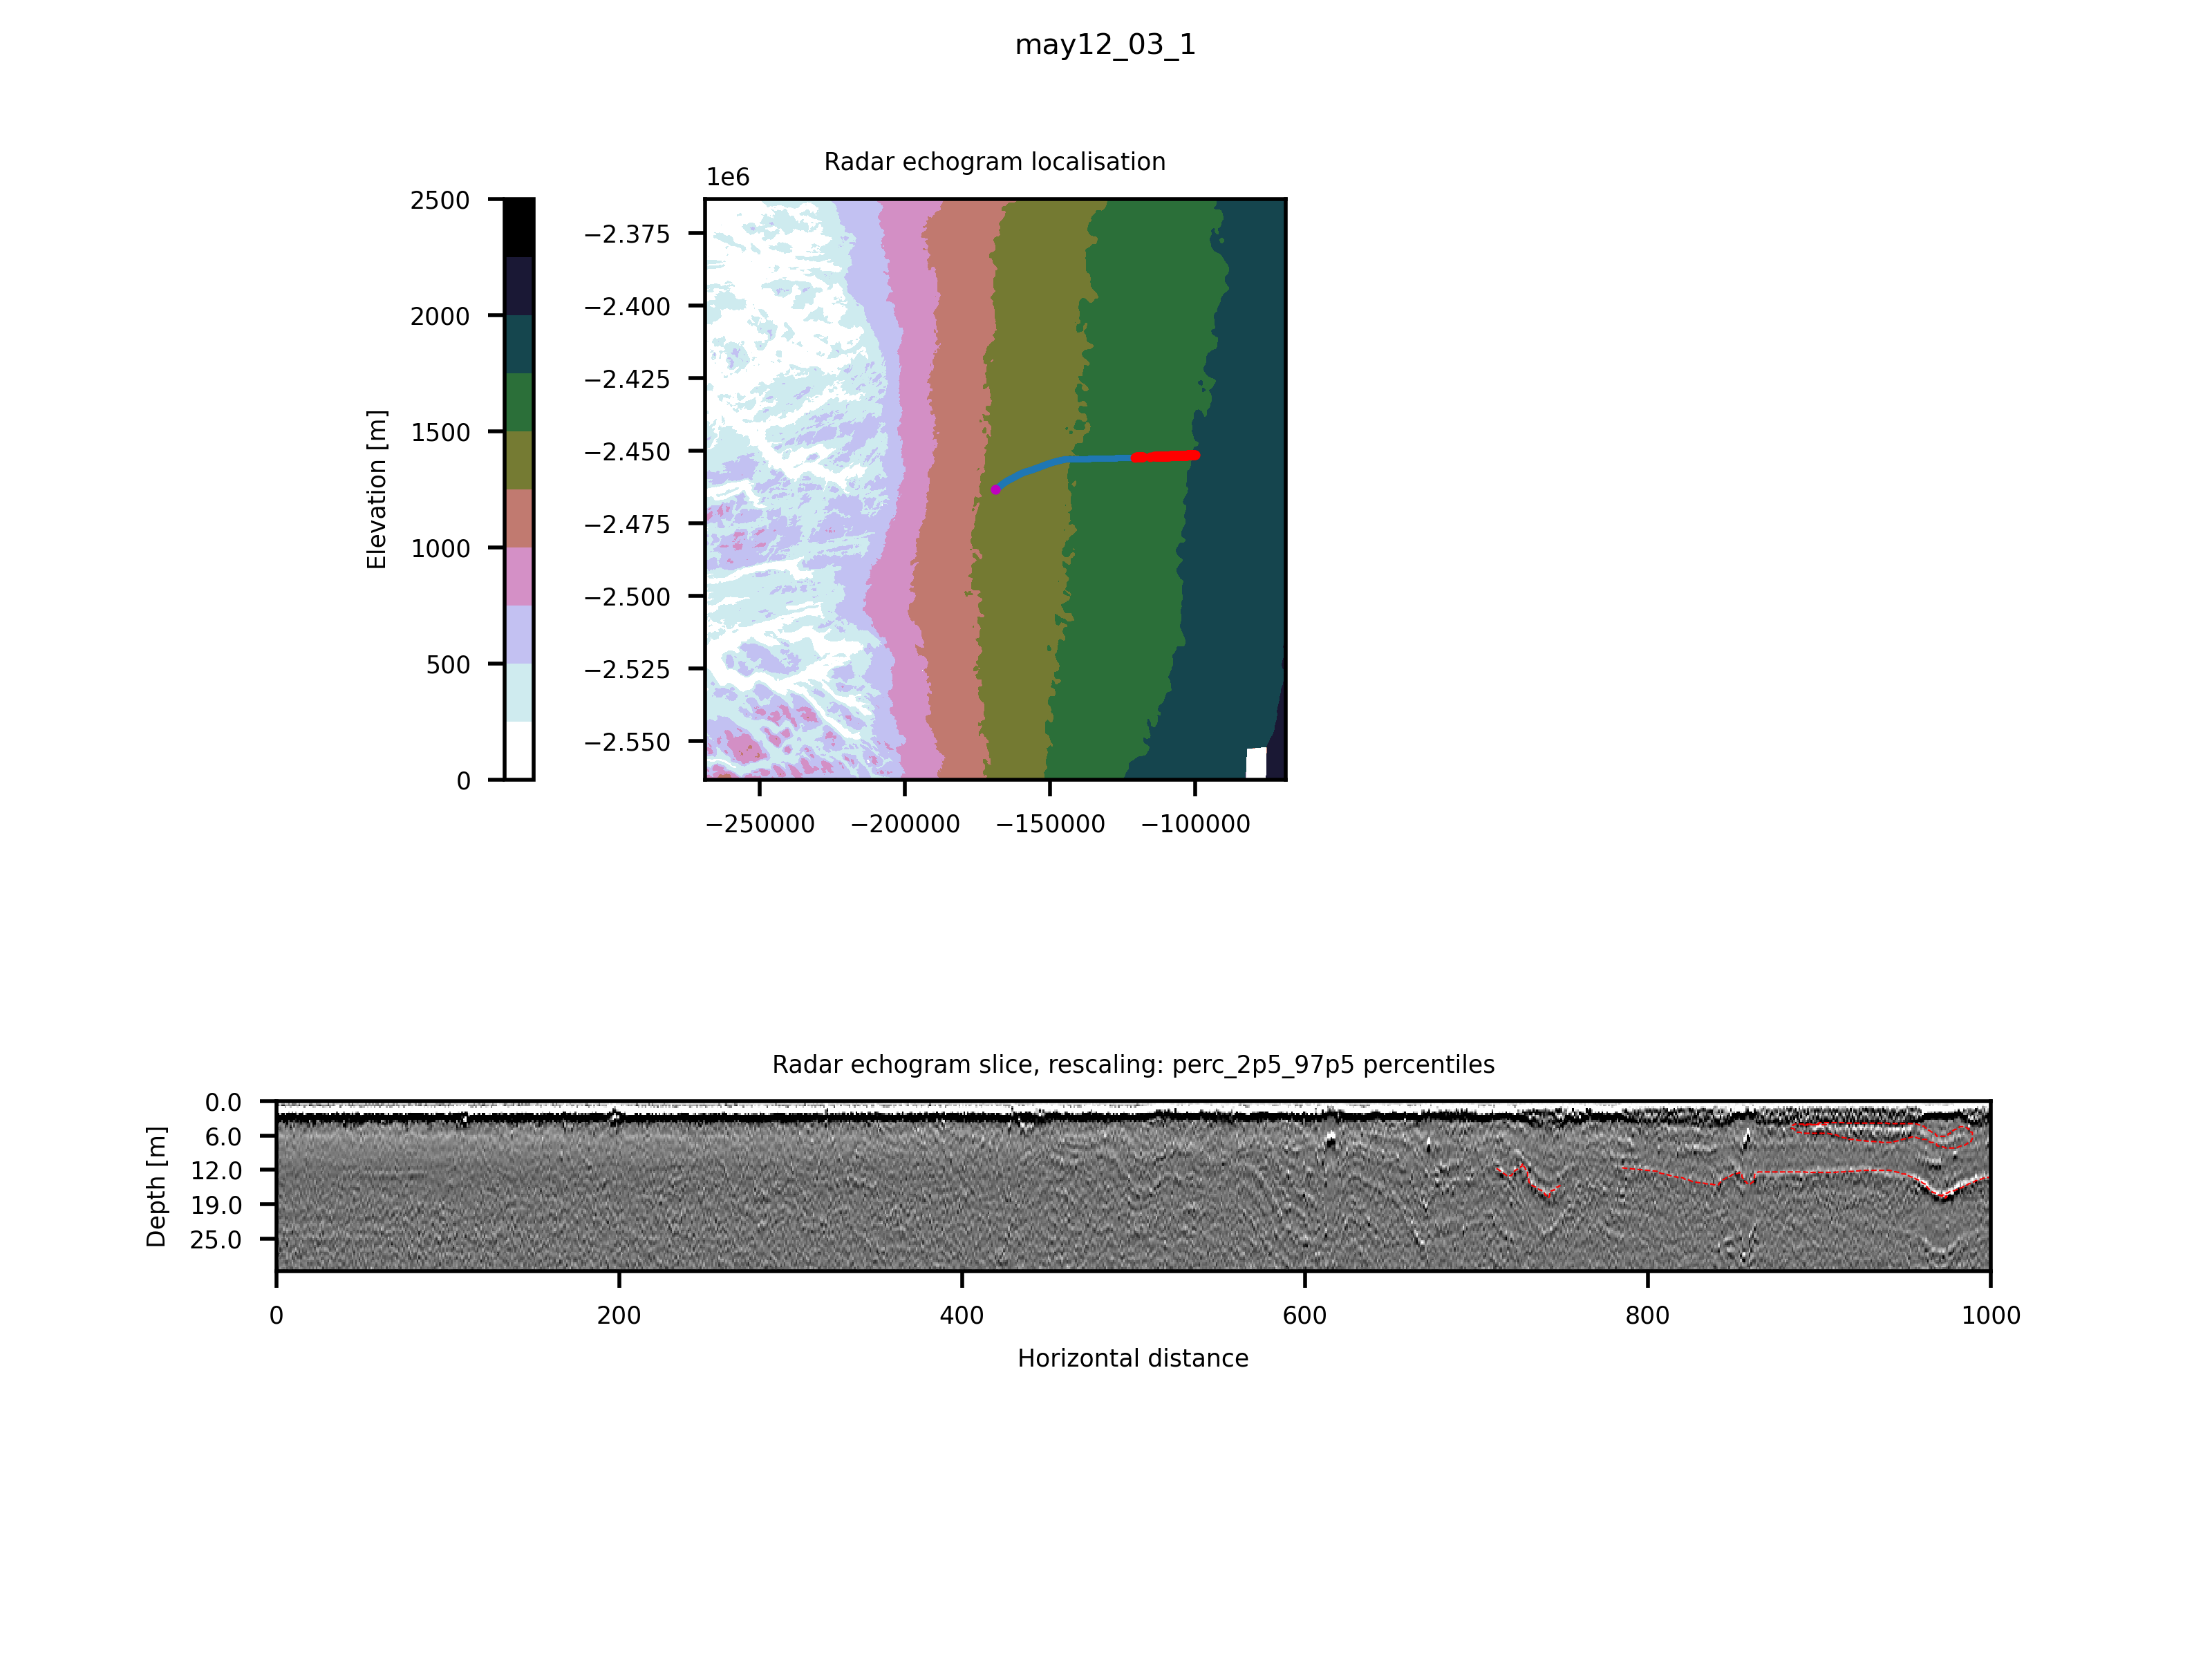 may12_03_1
Radar echogram localisation
1e6
Elevation [m]
2500
2000
1500
1000
500
0
−2.375
−2.400
−2.425
−2.450
−2.475
−2.500
−2.525
−2.550
−250000 −200000 −150000 −100000
Radar echogram slice, rescaling: perc_2p5_97p5 percentiles
Depth [m]
0.0
6.0
12.0
19.0
25.0
0 200 400 600 800 1000
Horizontal distance